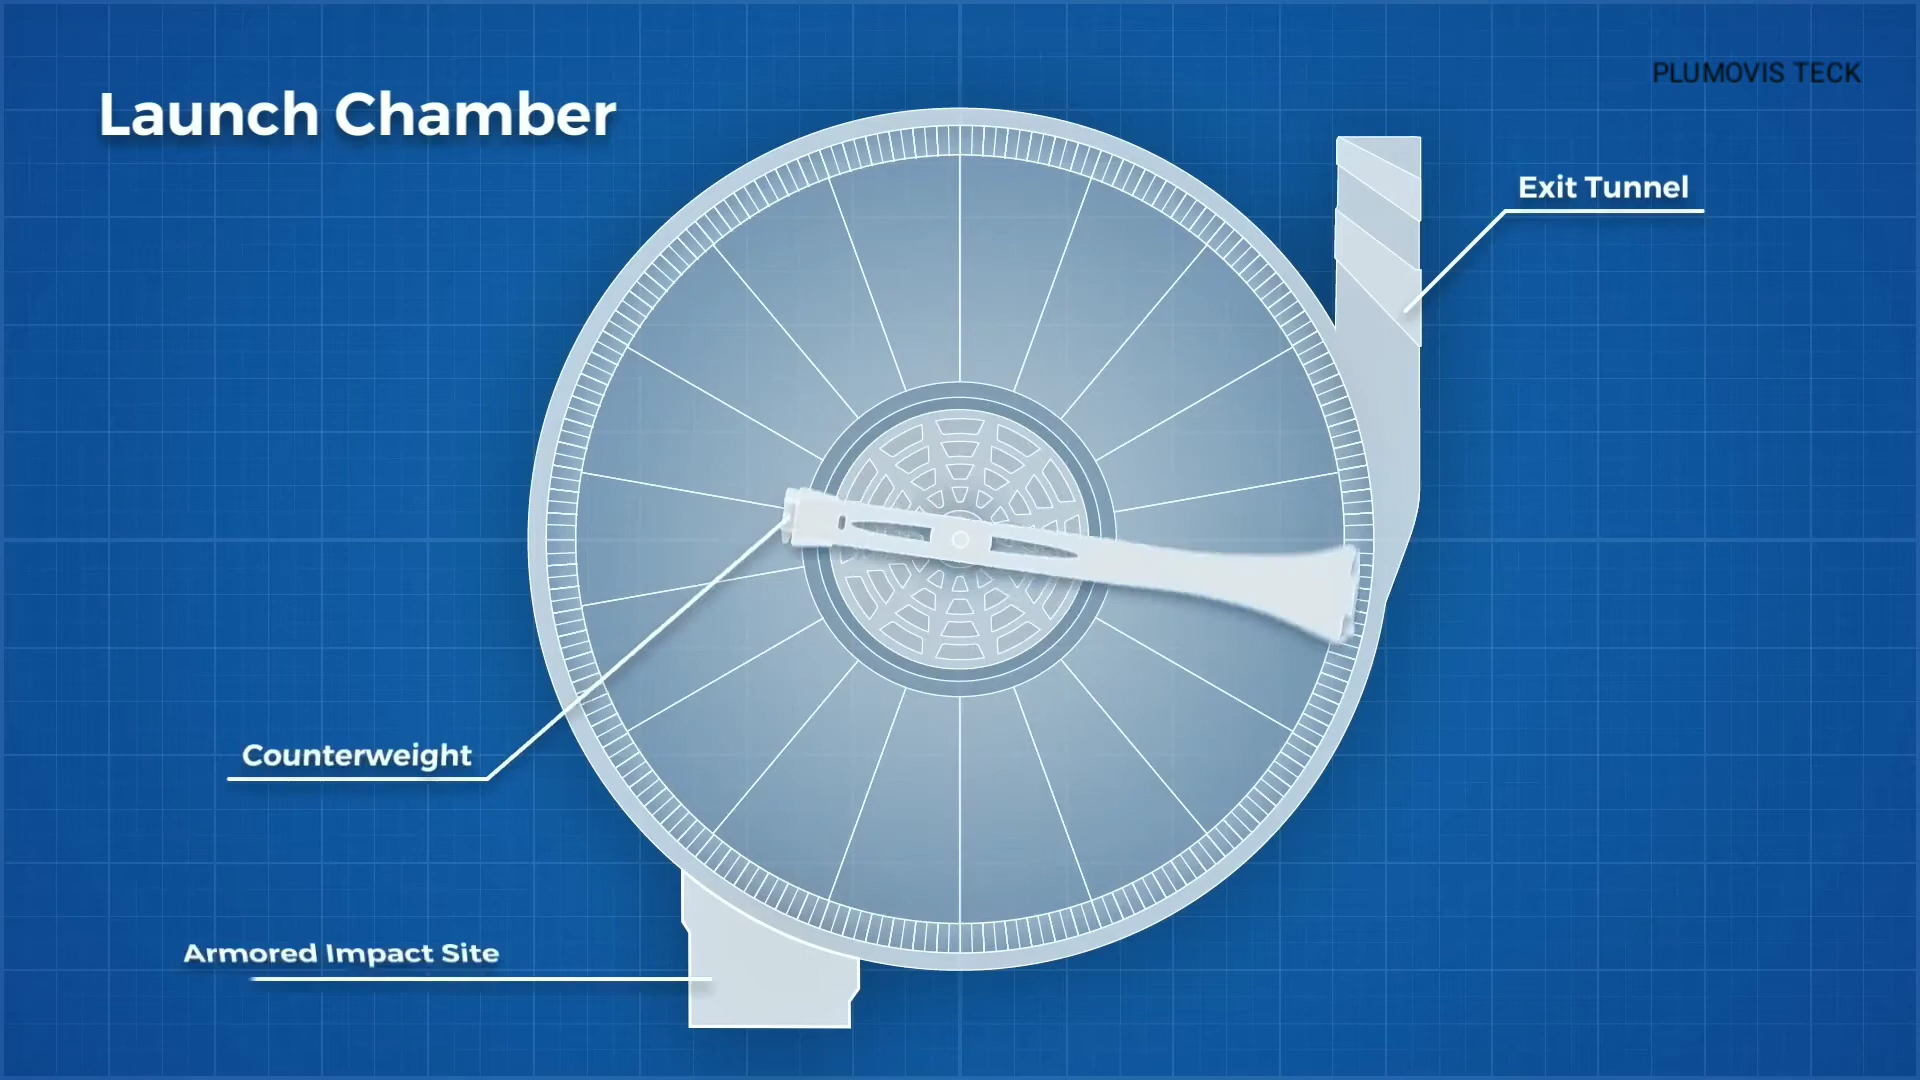 PLUMOVIS TECK
Launch Chamber
Exit Tunnel
Counterweight
Armored Impact Site